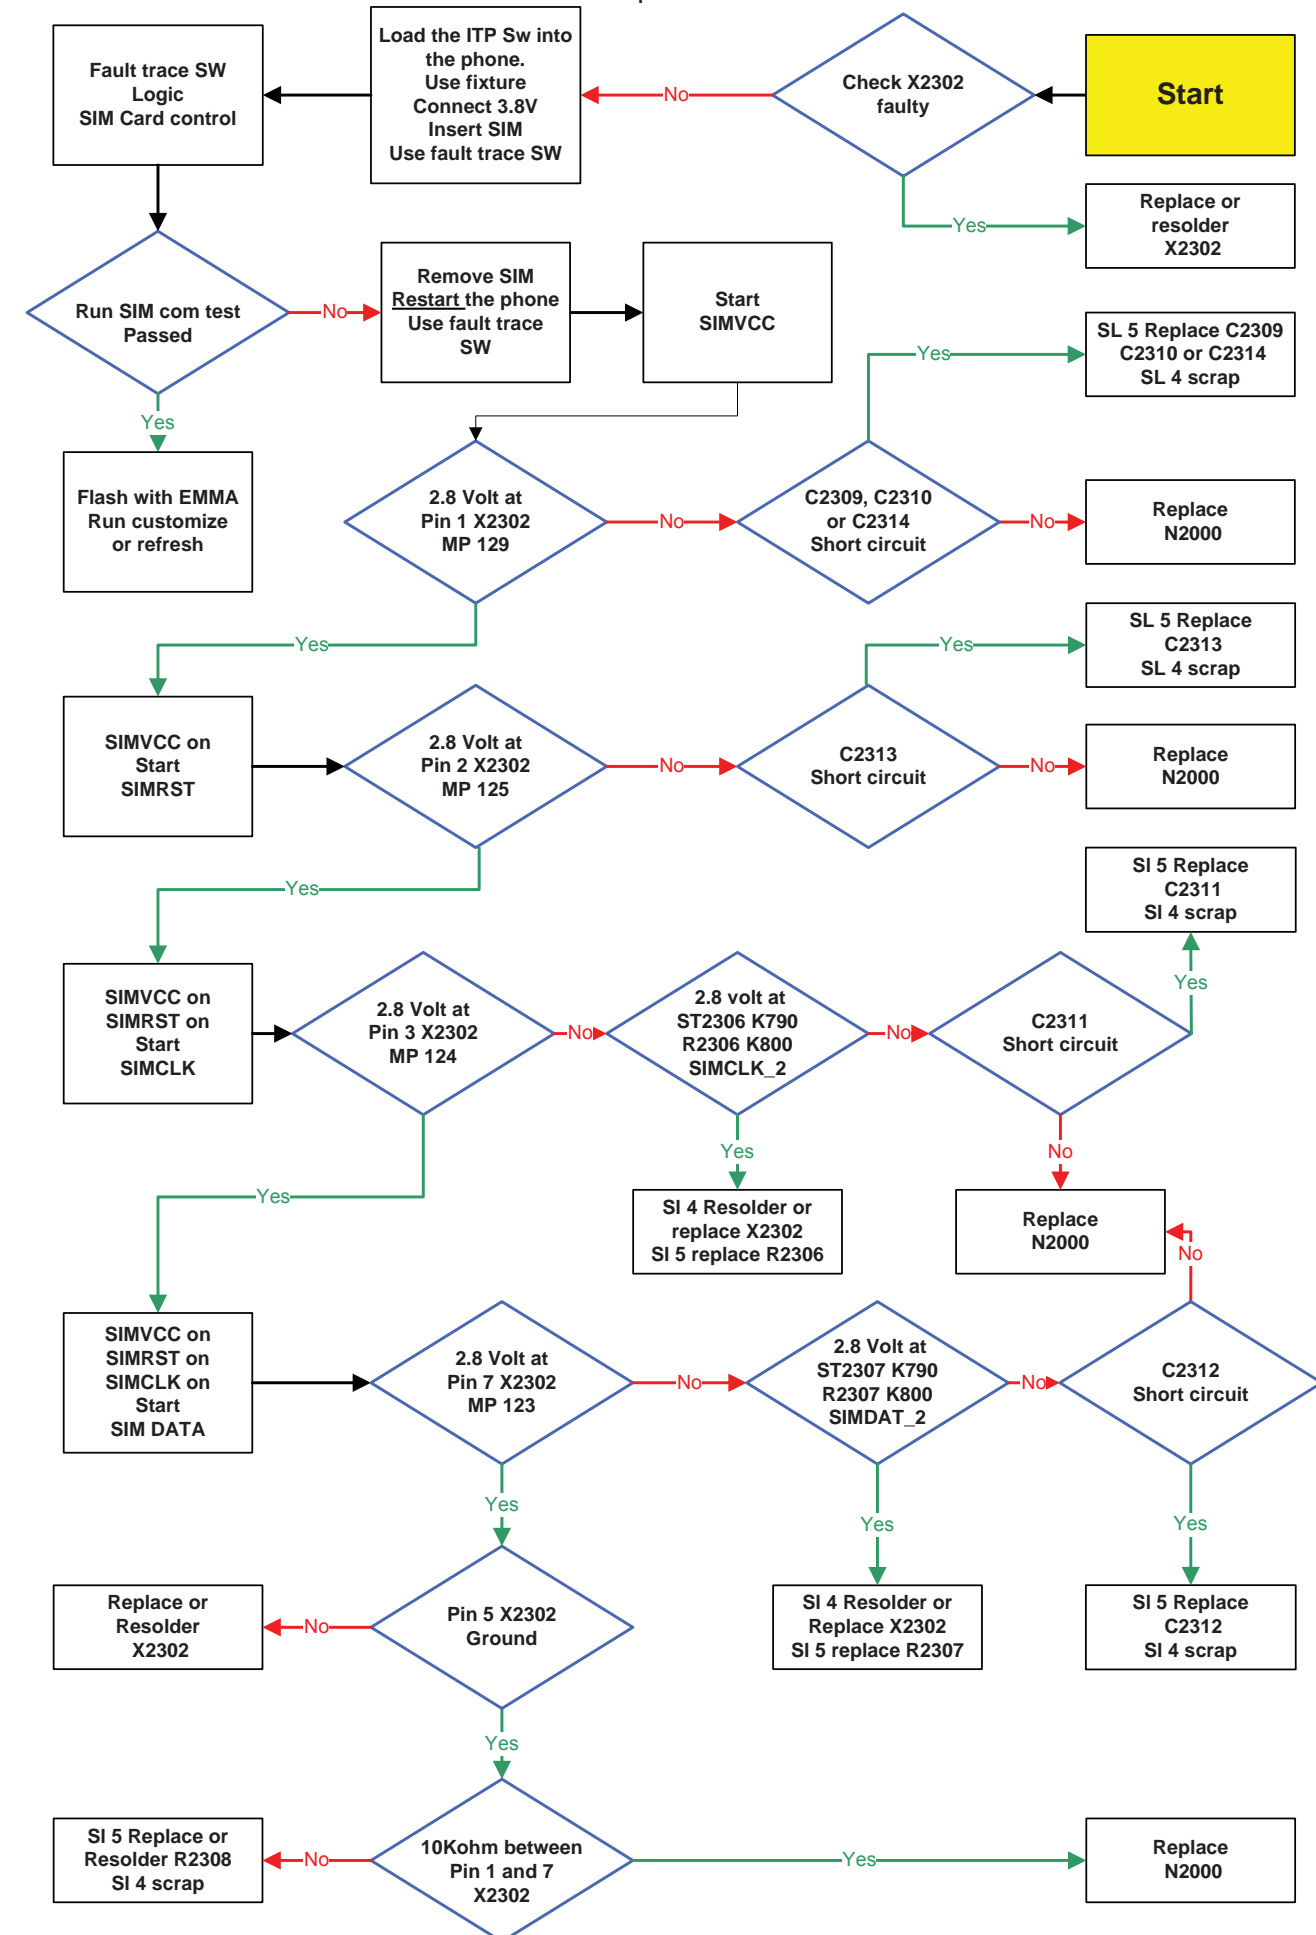 Start
Check X2302
faulty
No
Load the ITP Sw into
the phone.
Use fixture
Connect 3.8V
Insert SIM
Use fault trace SW
Fault trace SW
Logic
SIM Card control
Yes
Replace or
resolder
X2302
Run SIM com test
Passed
No
Remove SIM
Restart the phone
Use fault trace
SW
Start
SIMVCC
Yes
SL 5 Replace C2309
C2310 or C2314
SL 4 scrap
Yes
Flash with EMMA
Run customize
or refresh
2.8 Volt at
Pin 1 X2302
MP 129
No
C2309, C2310
or C2314
Short circuit
No
Replace
N2000
Yes
Yes
SL 5 Replace
C2313
SL 4 scrap
SIMVCC on
Start
SIMRST
2.8 Volt at
Pin 2 X2302
MP 125
No
C2313
Short circuit
No
Replace
N2000
Yes
SI 5 Replace
C2311
SI 4 scrap
Yes
SIMVCC on
SIMRST on
Start
SIMCLK
2.8 Volt at
Pin 3 X2302
MP 124
No
2.8 volt at
ST2306 K790
R2306 K800
SIMCLK_2
No
C2311
Short circuit
Yes
No
Yes
SI 4 Resolder or
replace X2302
SI 5 replace R2306
Replace
N2000
No
SIMVCC on
SIMRST on
SIMCLK on
Start
SIM DATA
2.8 Volt at
Pin 7 X2302
MP 123
No
2.8 Volt at
ST2307 K790
R2307 K800
SIMDAT_2
No
C2312
Short circuit
Yes
Yes
Yes
Replace or
Resolder
X2302
No
Pin 5 X2302
Ground
SI 4 Resolder or
Replace X2302
SI 5 replace R2307
SI 5 Replace
C2312
SI 4 scrap
Yes
SI 5 Replace or
Resolder R2308
SI 4 scrap
No
10Kohm between
Pin 1 and 7
X2302
Yes
Replace
N2000